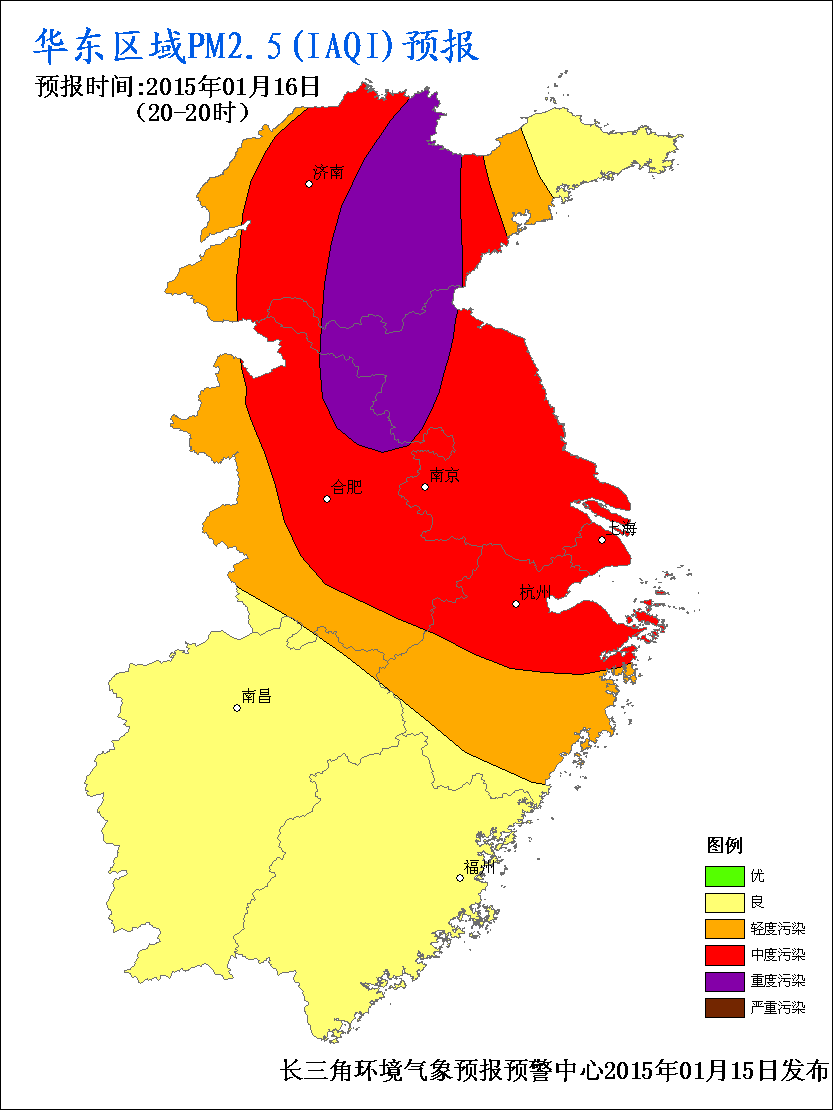 华东区域PM2.5(IAQI)预报
预报时间:2015年01月16日
(20-20时)
济南
南京
合肥
上海
杭州
南昌
福州
图例
优
良
轻度污染
中度污染
重度污染
严重污染
长三角环境气象预报预警中心2015年01月15日发布